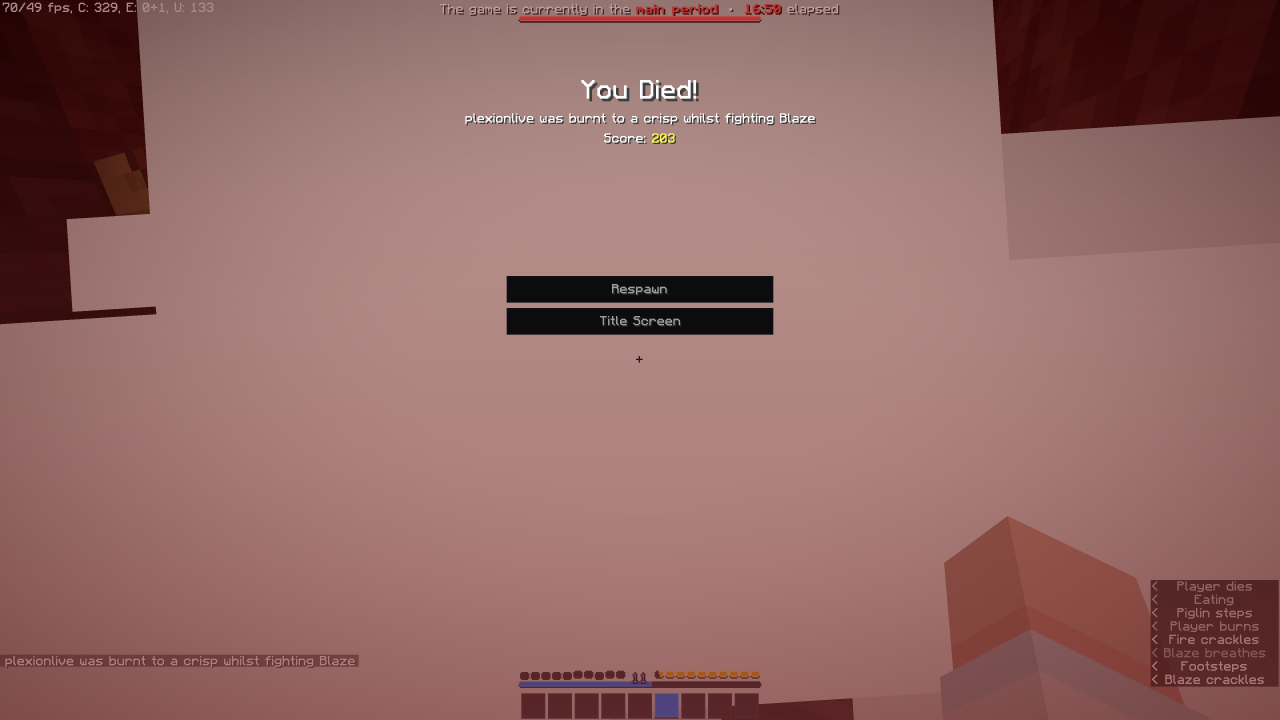 70/49 fps, C: 329, E: 0+1, U: 133
The game is currently in the main period • 16:50 elapsed
You Died!
plexionlive was burnt to a crisp whilst fighting Blaze
Score: 203
Respawn
Title Screen
< Player dies
< Eating
< Piglin steps
< Player burns
< Fire crackles
< Blaze breathes
< Footsteps
< Blaze crackles
plexionlive was burnt to a crisp whilst fighting Blaze
11